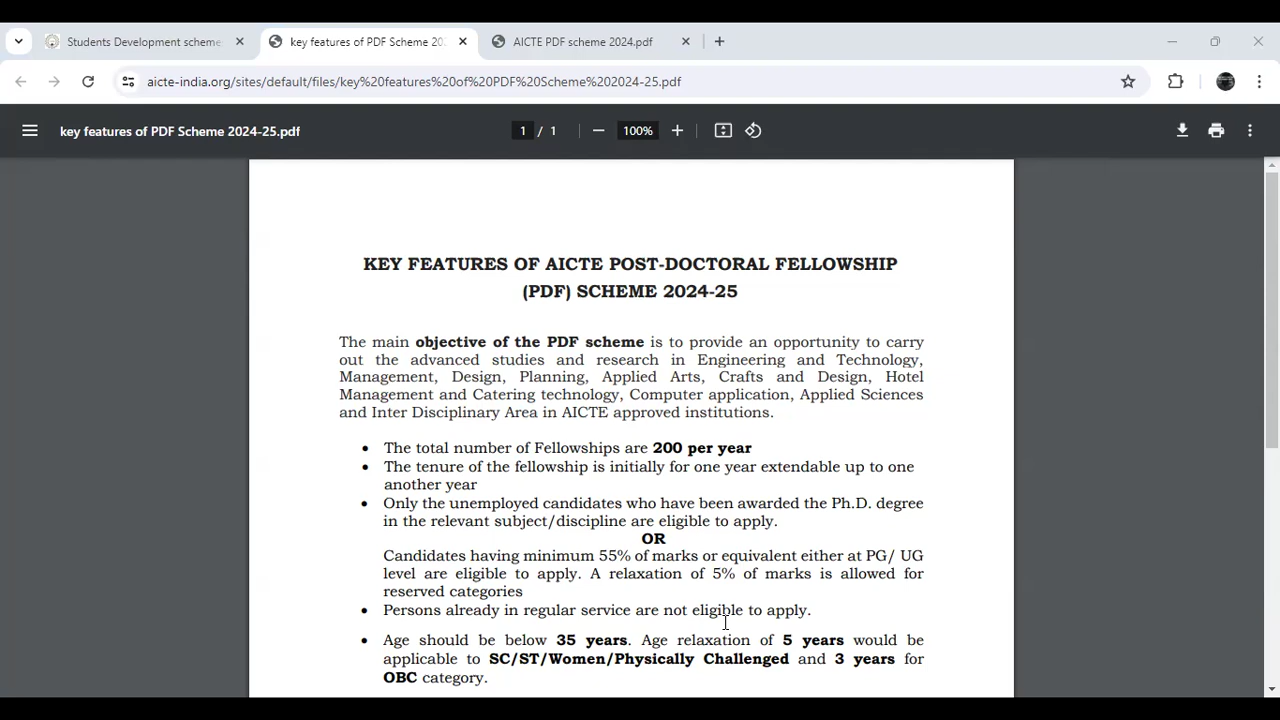 Students Development scheme
key features of PDF Scheme 202
AICTE PDF scheme 2024.pdf
aicte-india.org/sites/default/files/key%20features%20of%20PDF%20Scheme%202024-25.pdf
key features of PDF Scheme 2024-25.pdf
1 / 1
100%
KEY FEATURES OF AICTE POST-DOCTORAL FELLOWSHIP
(PDF) SCHEME 2024-25
The main objective of the PDF scheme is to provide an opportunity to carry
out the advanced studies and research in Engineering and Technology,
Management, Design, Planning, Applied Arts, Crafts and Design, Hotel
Management and Catering technology, Computer application, Applied Sciences
and Inter Disciplinary Area in AICTE approved institutions.
• The total number of Fellowships are 200 per year
• The tenure of the fellowship is initially for one year extendable up to one
another year
• Only the unemployed candidates who have been awarded the Ph.D. degree
in the relevant subject/discipline are eligible to apply.
OR
Candidates having minimum 55% of marks or equivalent either at PG/ UG
level are eligible to apply. A relaxation of 5% of marks is allowed for
reserved categories
• Persons already in regular service are not eligible to apply.
• Age should be below 35 years. Age relaxation of 5 years would be
applicable to SC/ST/Women/Physically Challenged and 3 years for
OBC category.